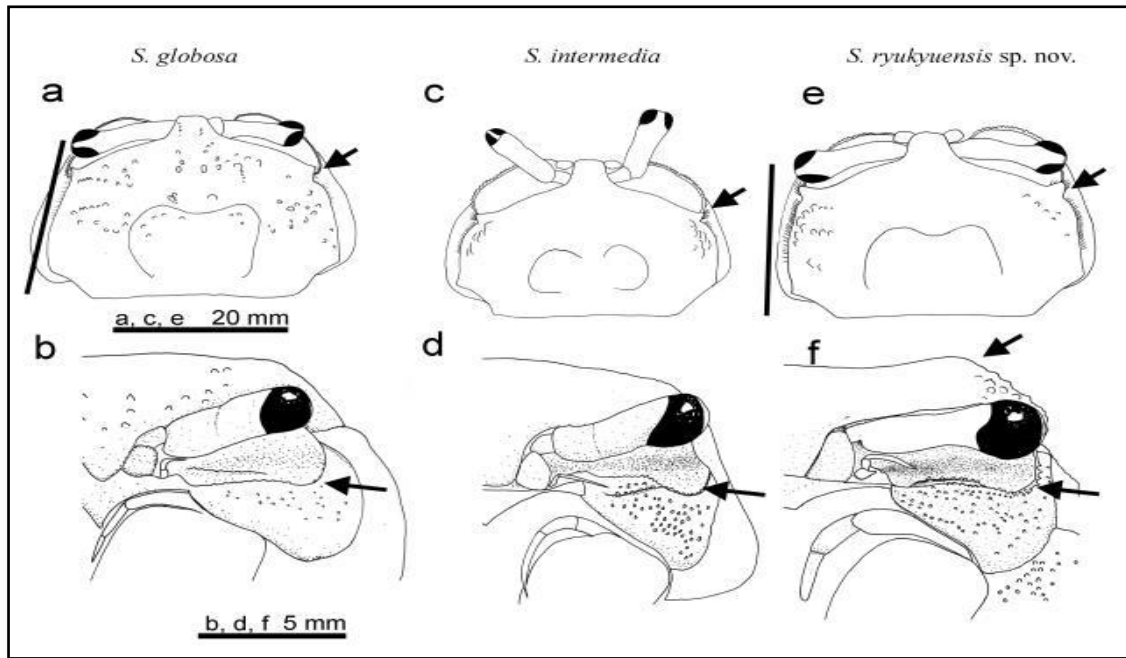 S. globosa
S. intermedia
S. ryukyuensis sp. nov.
a
c
e
a, c, e 20 mm
b
d
f
b, d, f 5 mm